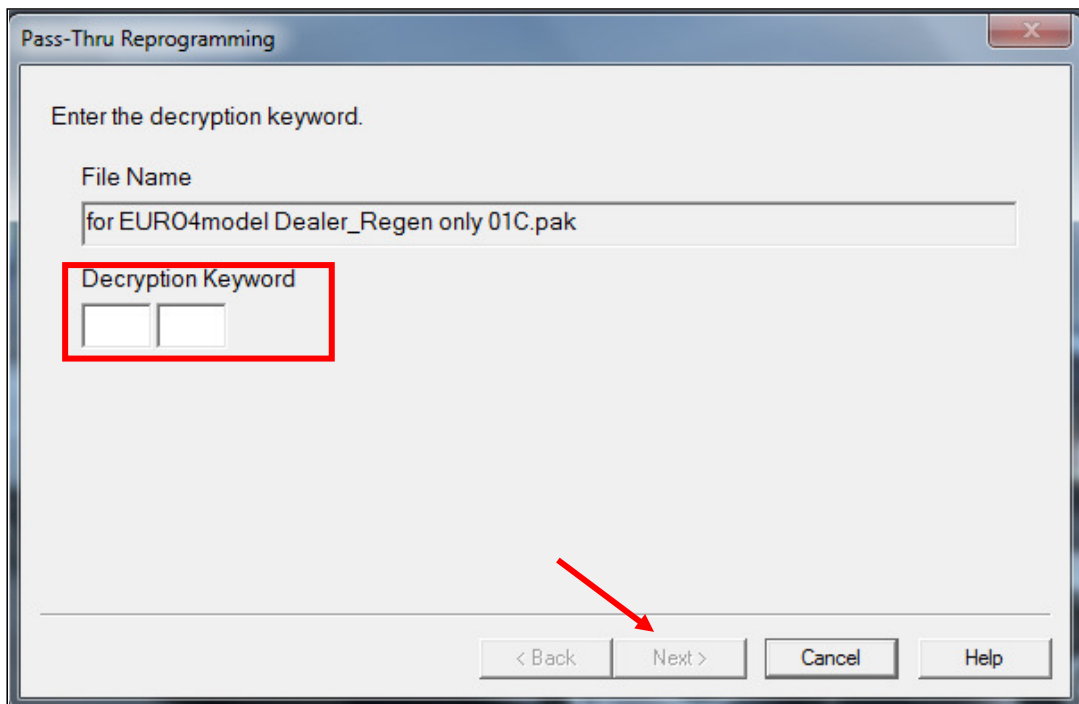 Pass-Thru Reprogramming
Enter the decryption keyword.
File Name
for EURO4model Dealer_Regen only 01C.pak
Decryption Keyword
< Back
Next >
Cancel
Help